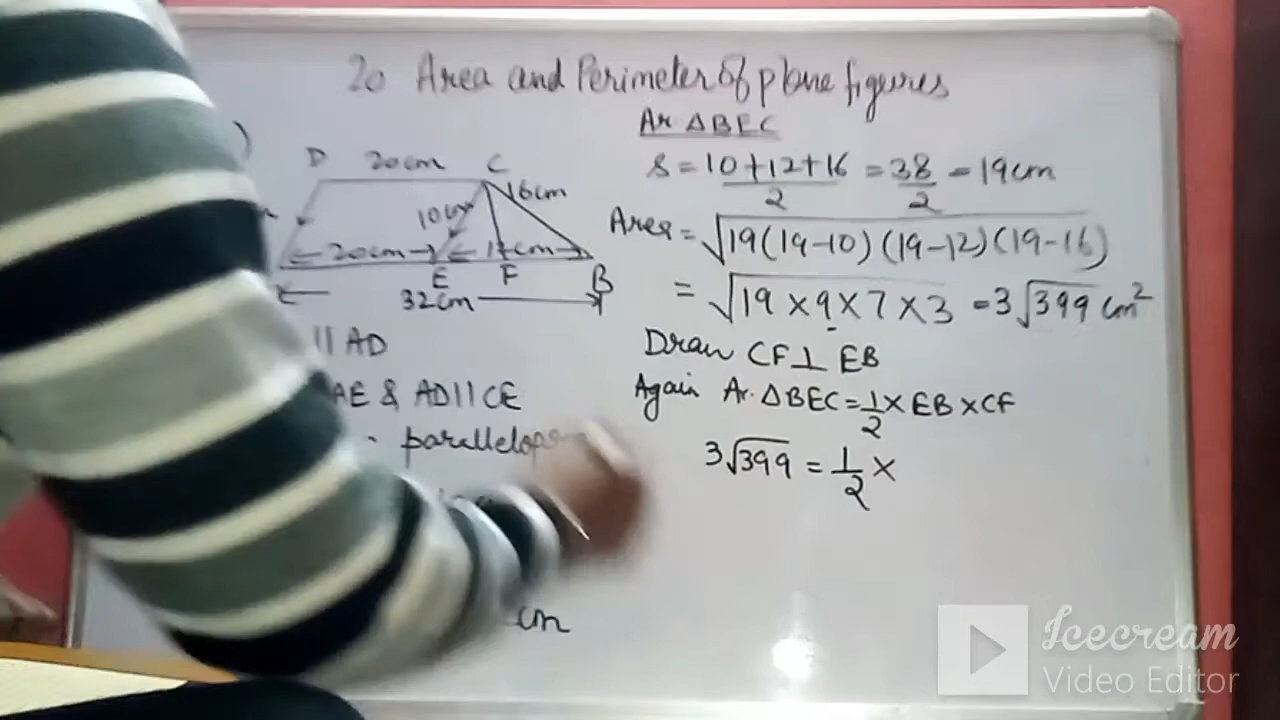 20 Area and Perimeter of plane figures
)
D 20cm C
16cm
10cm
20cm 12cm
E F B
32cm
|| AD
AE & AD || CE
cm
Ar. ΔBEC
S = 10+12+16/2 = 38/2 = 19cm
Area = √19(19-10)(19-12)(19-16)
= √19×9×7×3 = 3√399 cm²
Draw CF⊥ EB
Again Ar. ΔBEC = 1/2 × EB × CF
3√399 = 1/2 ×
Icecream
Video Editor